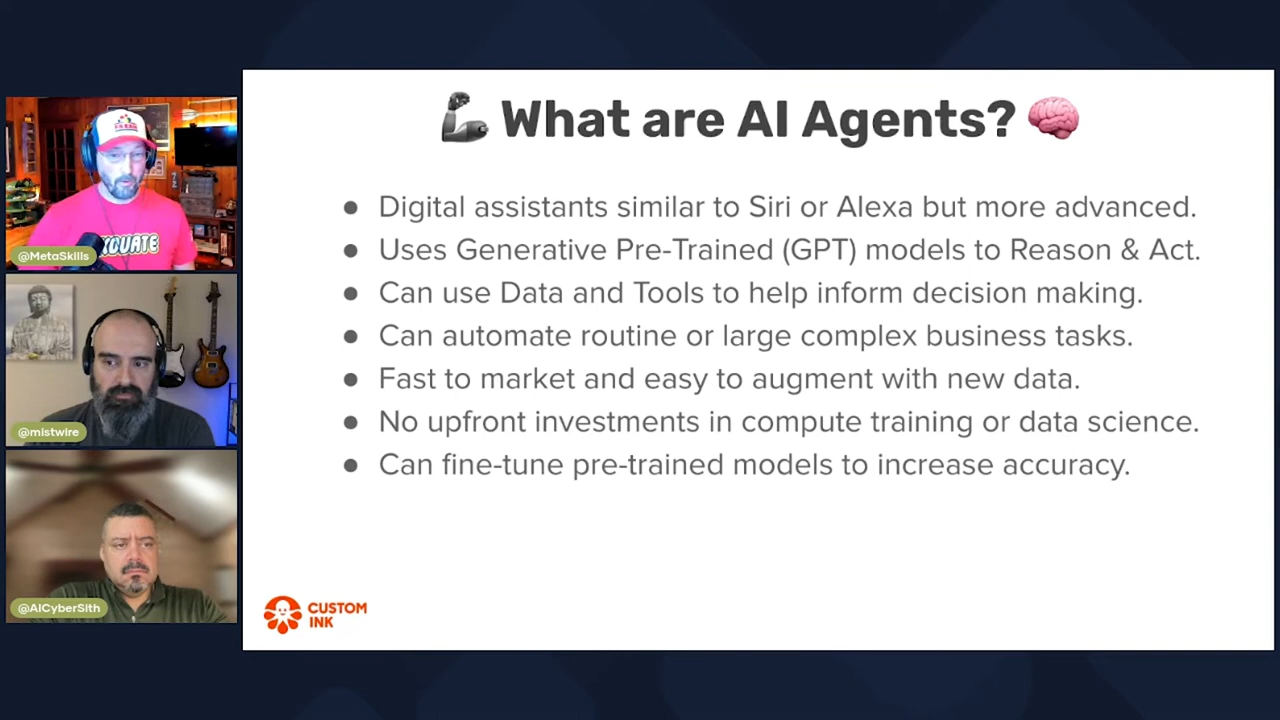 What are AI Agents?
Digital assistants similar to Siri or Alexa but more advanced.
Uses Generative Pre-Trained (GPT) models to Reason & Act.
Can use Data and Tools to help inform decision making.
Can automate routine or large complex business tasks.
Fast to market and easy to augment with new data.
No upfront investments in compute training or data science.
Can fine-tune pre-trained models to increase accuracy.
CUSTOM
INK
@MetaSkills
@mistwire
@AICyberSith